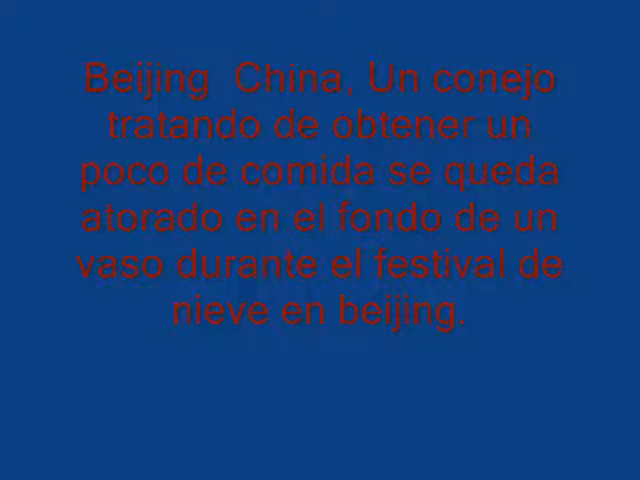 Beijing  China, Un conejo
tratando de obtener un
poco de comida se queda
atorado en el fondo de un
vaso durante el festival de
nieve en beijing.